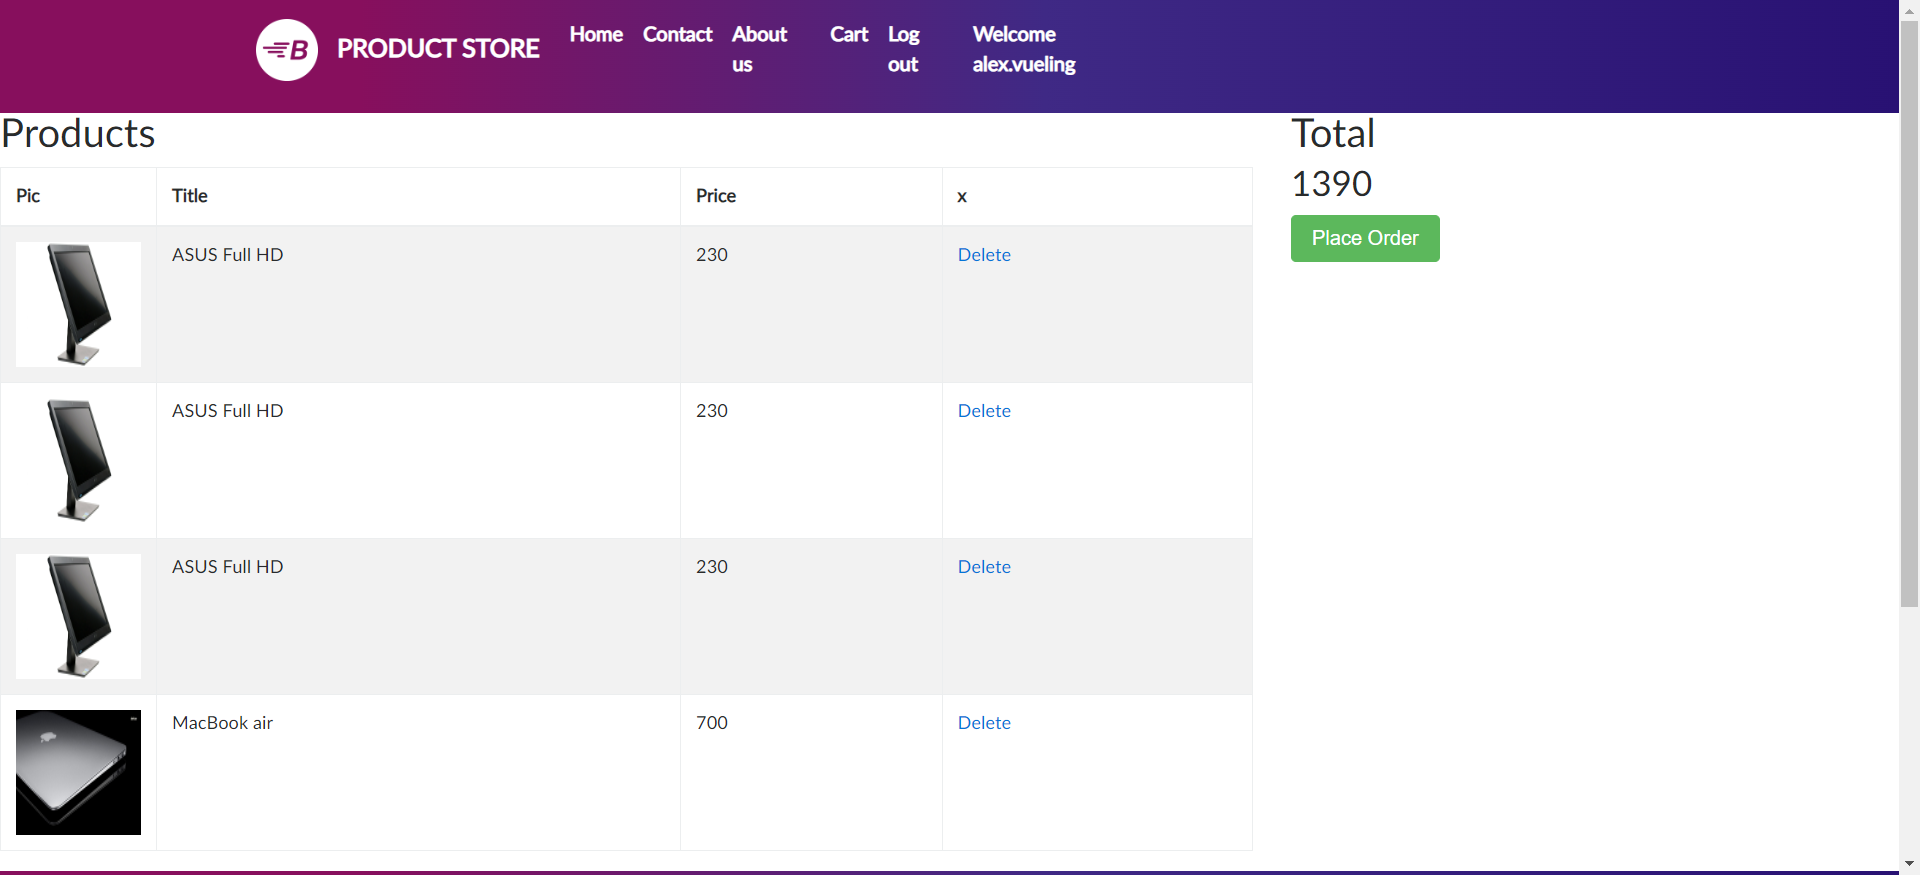 B PRODUCT STORE Home Contact About us Cart Log out Welcome alex.vueling
Products
Total
1390
Place Order
Pic Title Price x
ASUS Full HD 230 Delete
ASUS Full HD 230 Delete
ASUS Full HD 230 Delete
MacBook air 700 Delete